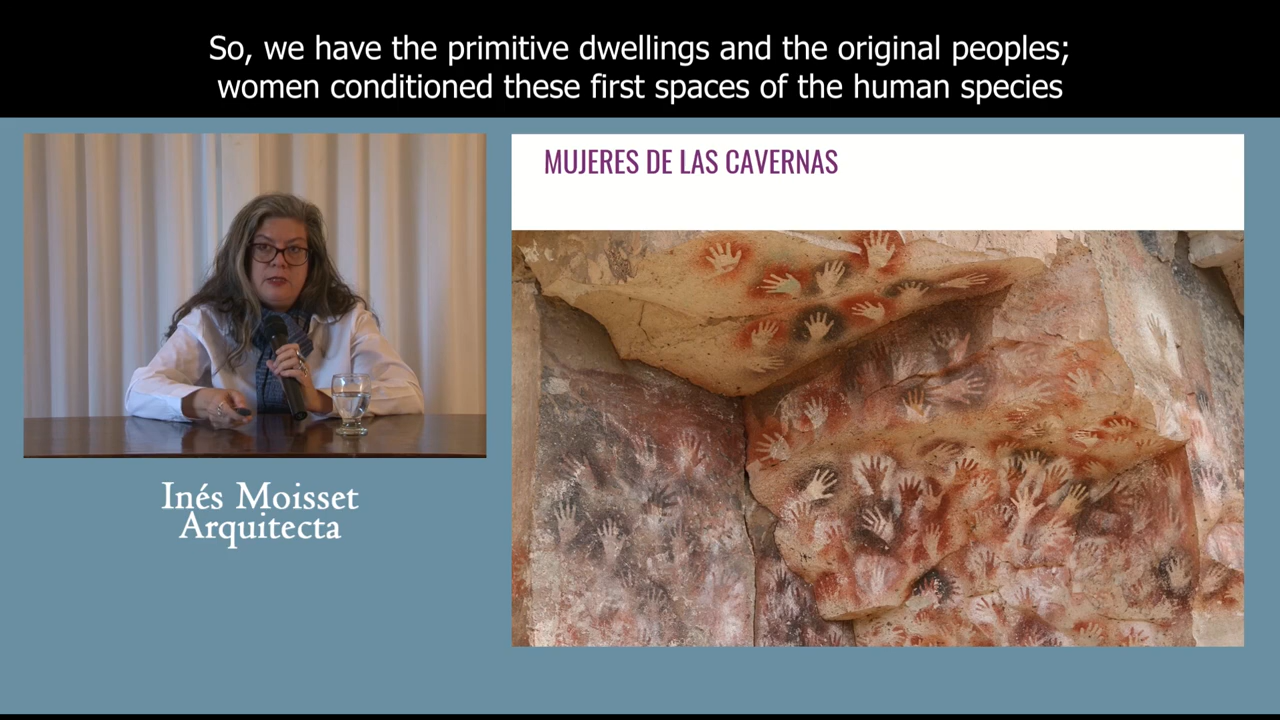 So, we have the primitive dwellings and the original peoples;
women conditioned these first spaces of the human species
MUJERES DE LAS CAVERNAS
Inés Moisset
Arquitecta